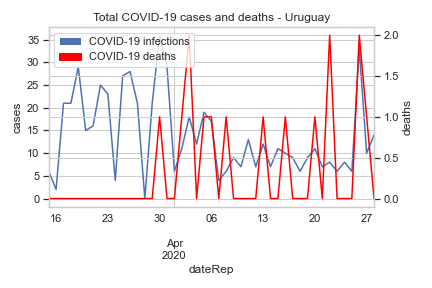 Total COVID-19 cases and deaths - Uruguay
COVID-19 infections
COVID-19 deaths
35
30
25
20
15
10
5
0
cases
2.0
1.5
1.0
0.5
0.0
deaths
16 23 30 06 13 20 27
Apr
2020
dateRep